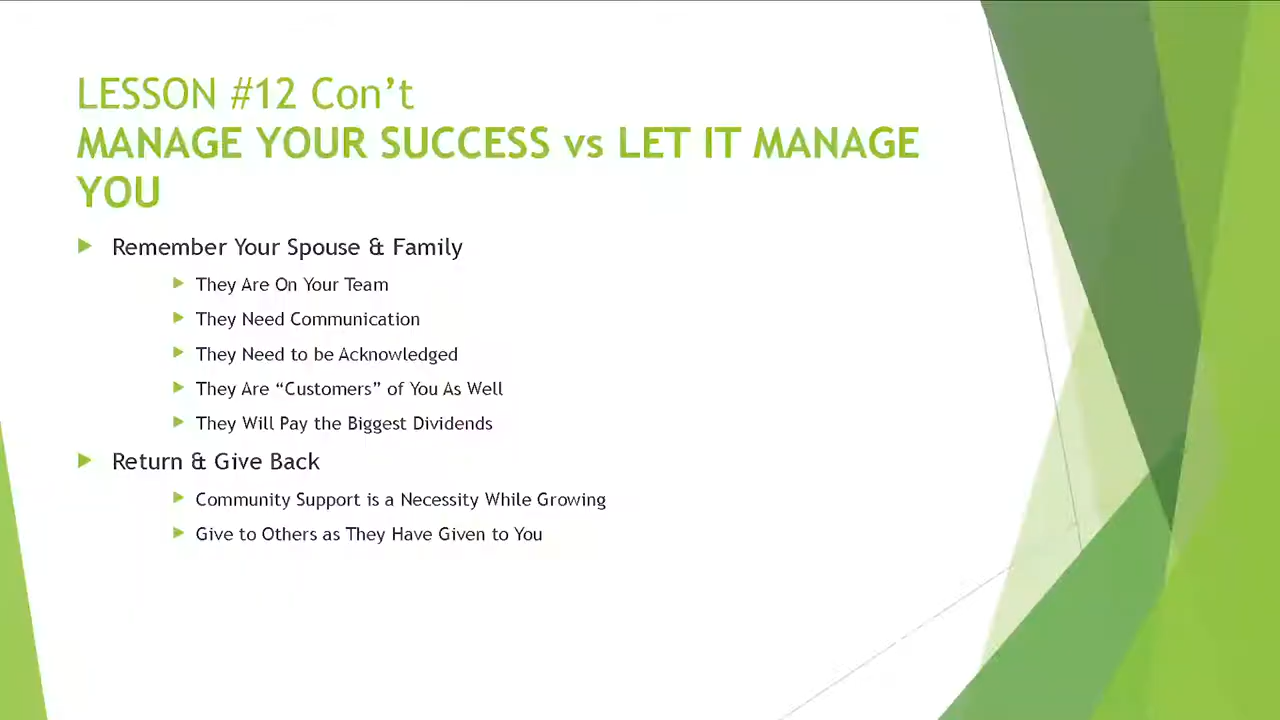 LESSON #12 Con’t
MANAGE YOUR SUCCESS vs LET IT MANAGE
YOU
Remember Your Spouse & Family
They Are On Your Team
They Need Communication
They Need to be Acknowledged
They Are “Customers” of You As Well
They Will Pay the Biggest Dividends
Return & Give Back
Community Support is a Necessity While Growing
Give to Others as They Have Given to You